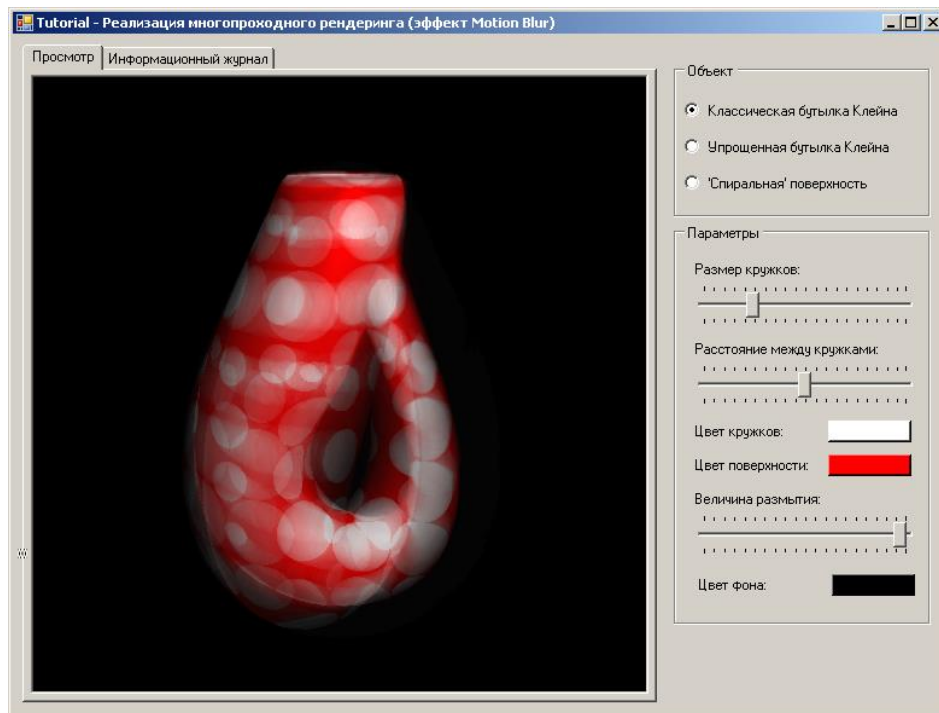 Tutorial - Реализация многопроходного рендеринга (эффект Motion Blur)
Просмотр
Информационный журнал
Объект
Классическая бутылка Клейна
Упрощенная бутылка Клейна
'Спиральная' поверхность
Параметры
Размер кружков:
Расстояние между кружками:
Цвет кружков:
Цвет поверхности:
Величина размытия:
Цвет фона: